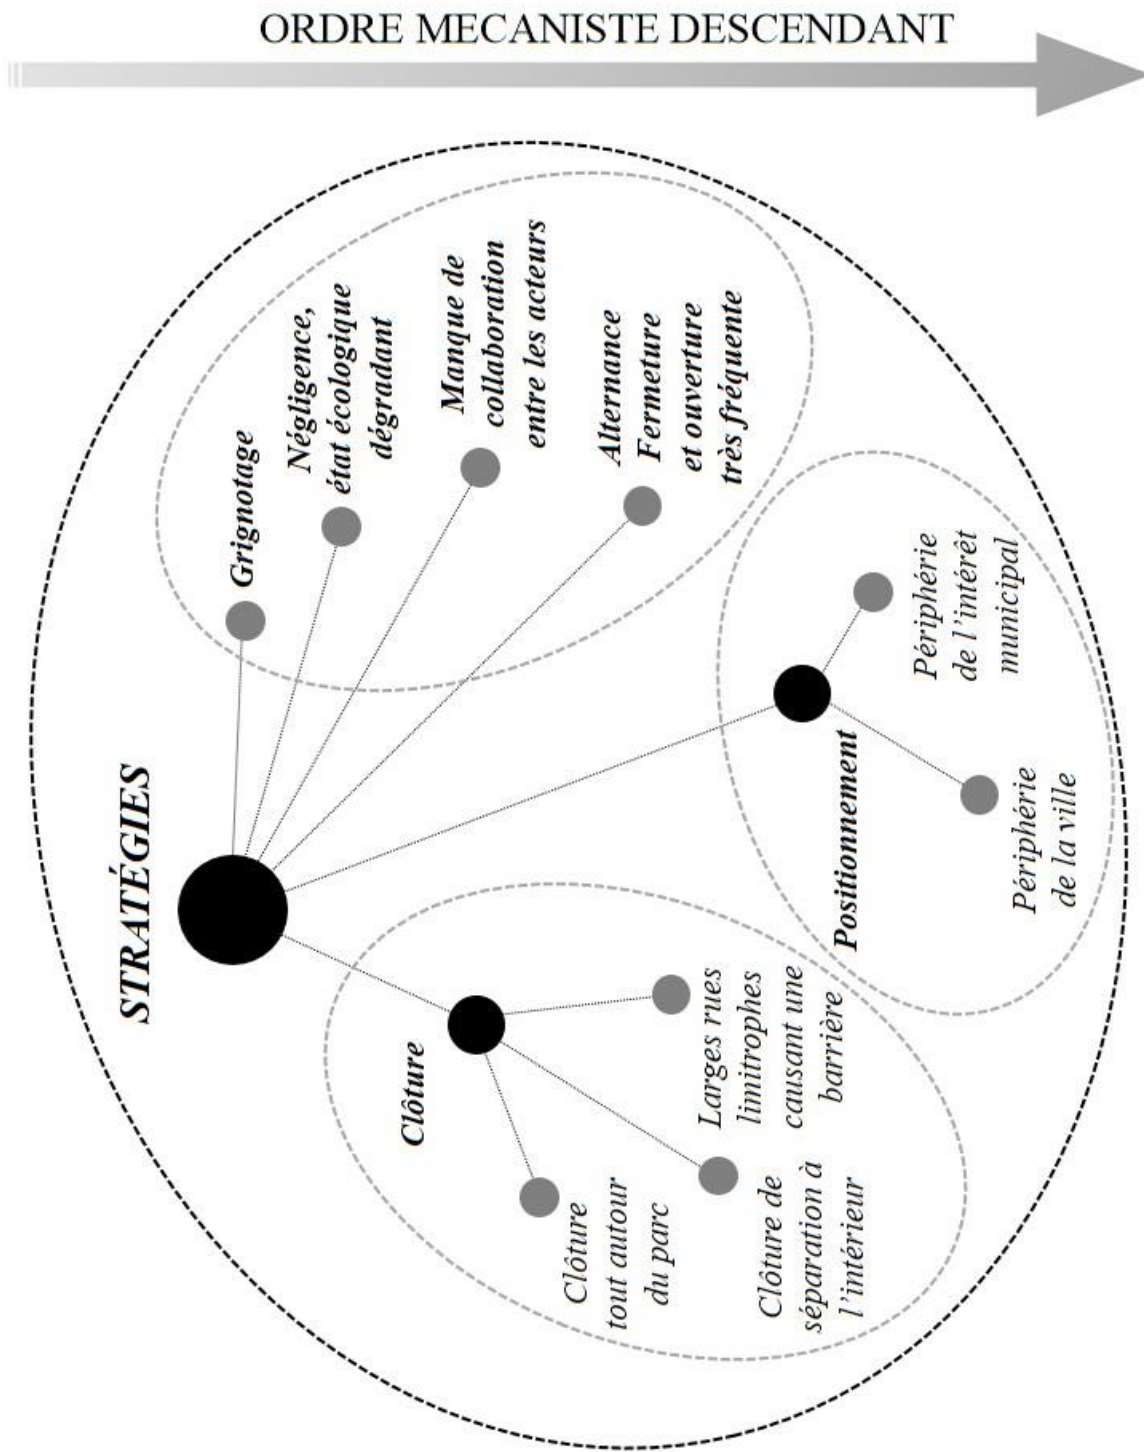 ORDRE MECANISTE DESCENDANT
STRATÉGIES
Grignotage
Négligence,
état écologique
dégradant
Manque de
collaboration
entre les acteurs
Alternance
Fermeture
et ouverture
très fréquente
Positionnement
Périphérie
de l'intérêt
municipal
Périphérie
de la ville
Clôture
Clôture
tout autour
du parc
Clôture de
séparation à
l'intérieur
Larges rues
limitrophes
causant une
barrière